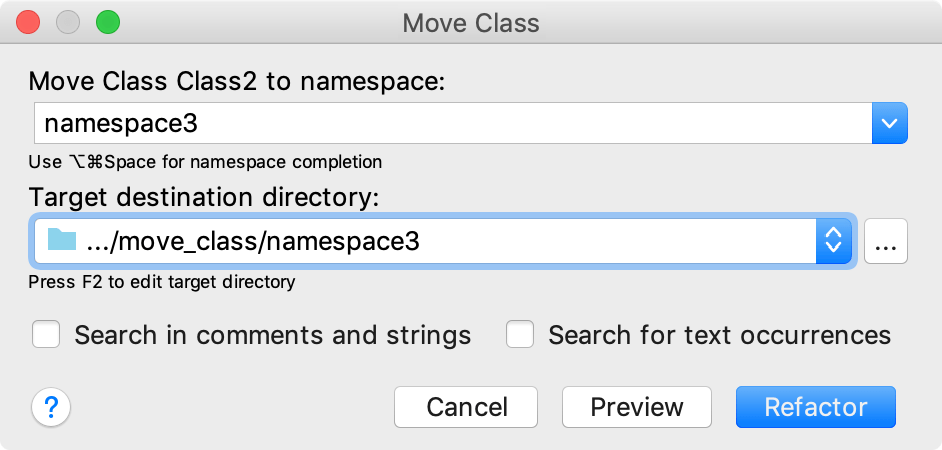 Move Class
Move Class Class2 to namespace:
namespace3
Use ⌥⌘Space for namespace completion
Target destination directory:
.../move_class/namespace3
...
Press F2 to edit target directory
Search in comments and strings Search for text occurrences
? Cancel Preview Refactor